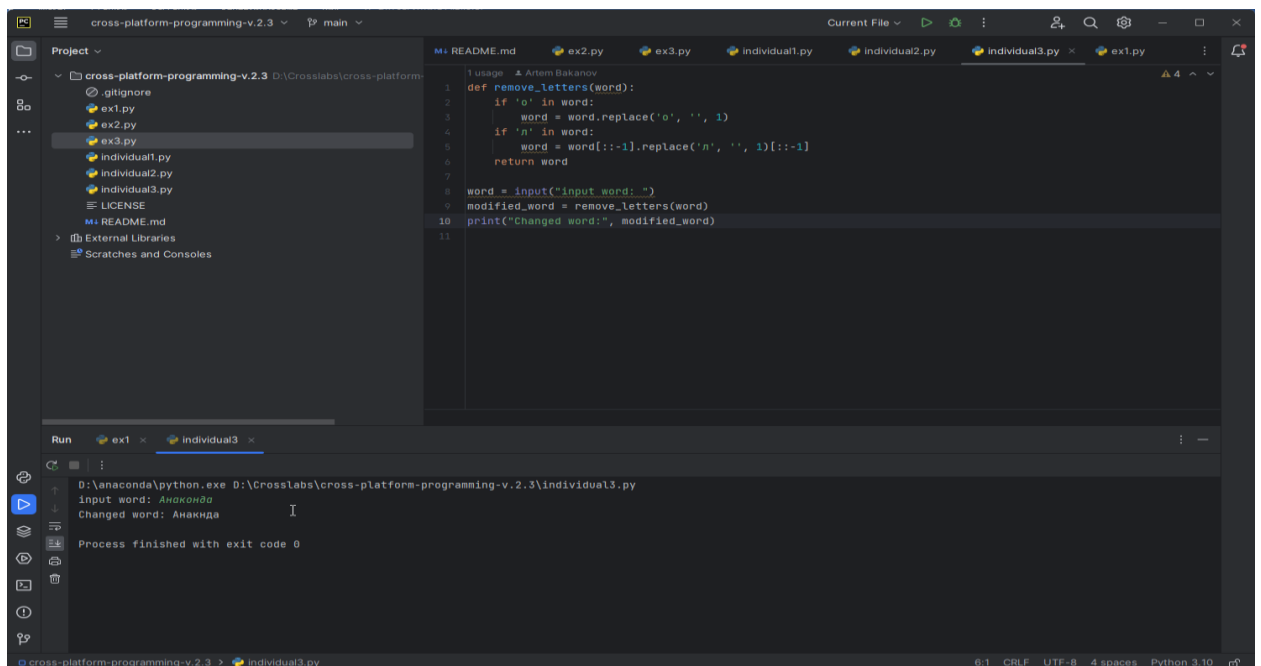 PC cross-platform-programming-v.2.3 main Current File
Project
M↓ README.md ex2.py ex3.py individual1.py individual2.py individual3.py × ex1.py
cross-platform-programming-v.2.3 D:\Crosslabs\cross-platform-
.gitignore
ex1.py
ex2.py
ex3.py
individual1.py
individual2.py
individual3.py
LICENSE
M↓ README.md
External Libraries
Scratches and Consoles
1 usage Artem Bakanov
4
1 def remove_letters(word):
2 if 'о' in word:
3 word = word.replace('о', '', 1)
4 if 'л' in word:
5 word = word[::-1].replace('л', '', 1)[::-1]
6 return word
7
8 word = input("input word: ")
9 modified_word = remove_letters(word)
10 print("Changed word:", modified_word)
11
Run ex1 × individual3 ×
D:\anaconda\python.exe D:\Crosslabs\cross-platform-programming-v.2.3\individual3.py
input word: Анаконда
Changed word: Анакнда
Process finished with exit code 0
cross-platform-programming-v.2.3 > individual3.py 6:1 CRLF UTF-8 4 spaces Python 3.10